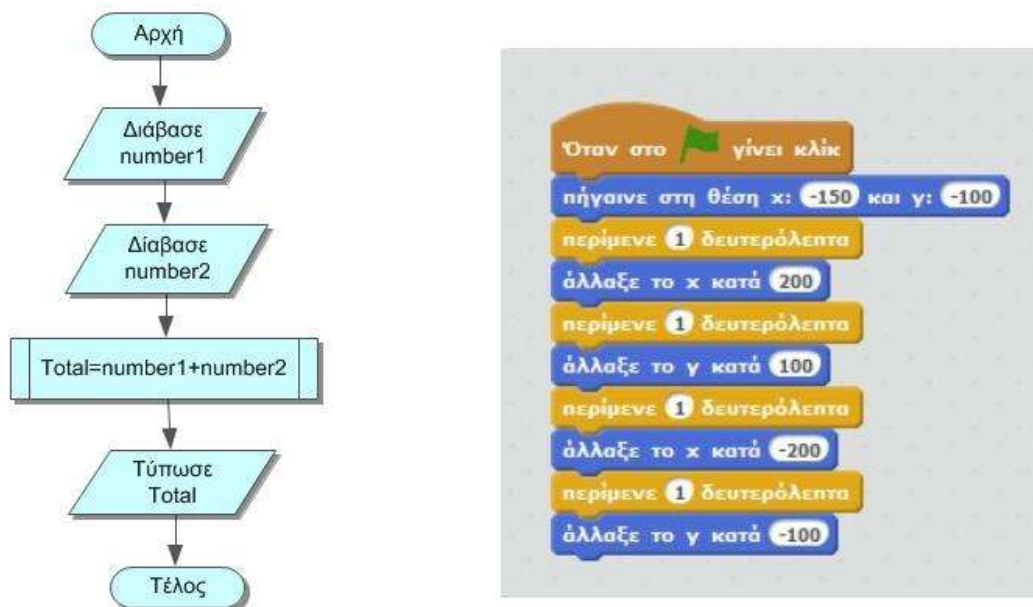 Αρχή
Διάβασε
number1
Δίαβασε
number2
Total=number1+number2
Τύπωσε
Total
Τέλος
Όταν στο γίνει κλίκ
πήγαινε στη θέση x: -150 και y: -100
περίμενε 1 δευτερόλεπτα
άλλαξε το x κατά 200
περίμενε 1 δευτερόλεπτα
άλλαξε το y κατά 100
περίμενε 1 δευτερόλεπτα
άλλαξε το x κατά -200
περίμενε 1 δευτερόλεπτα
άλλαξε το y κατά -100